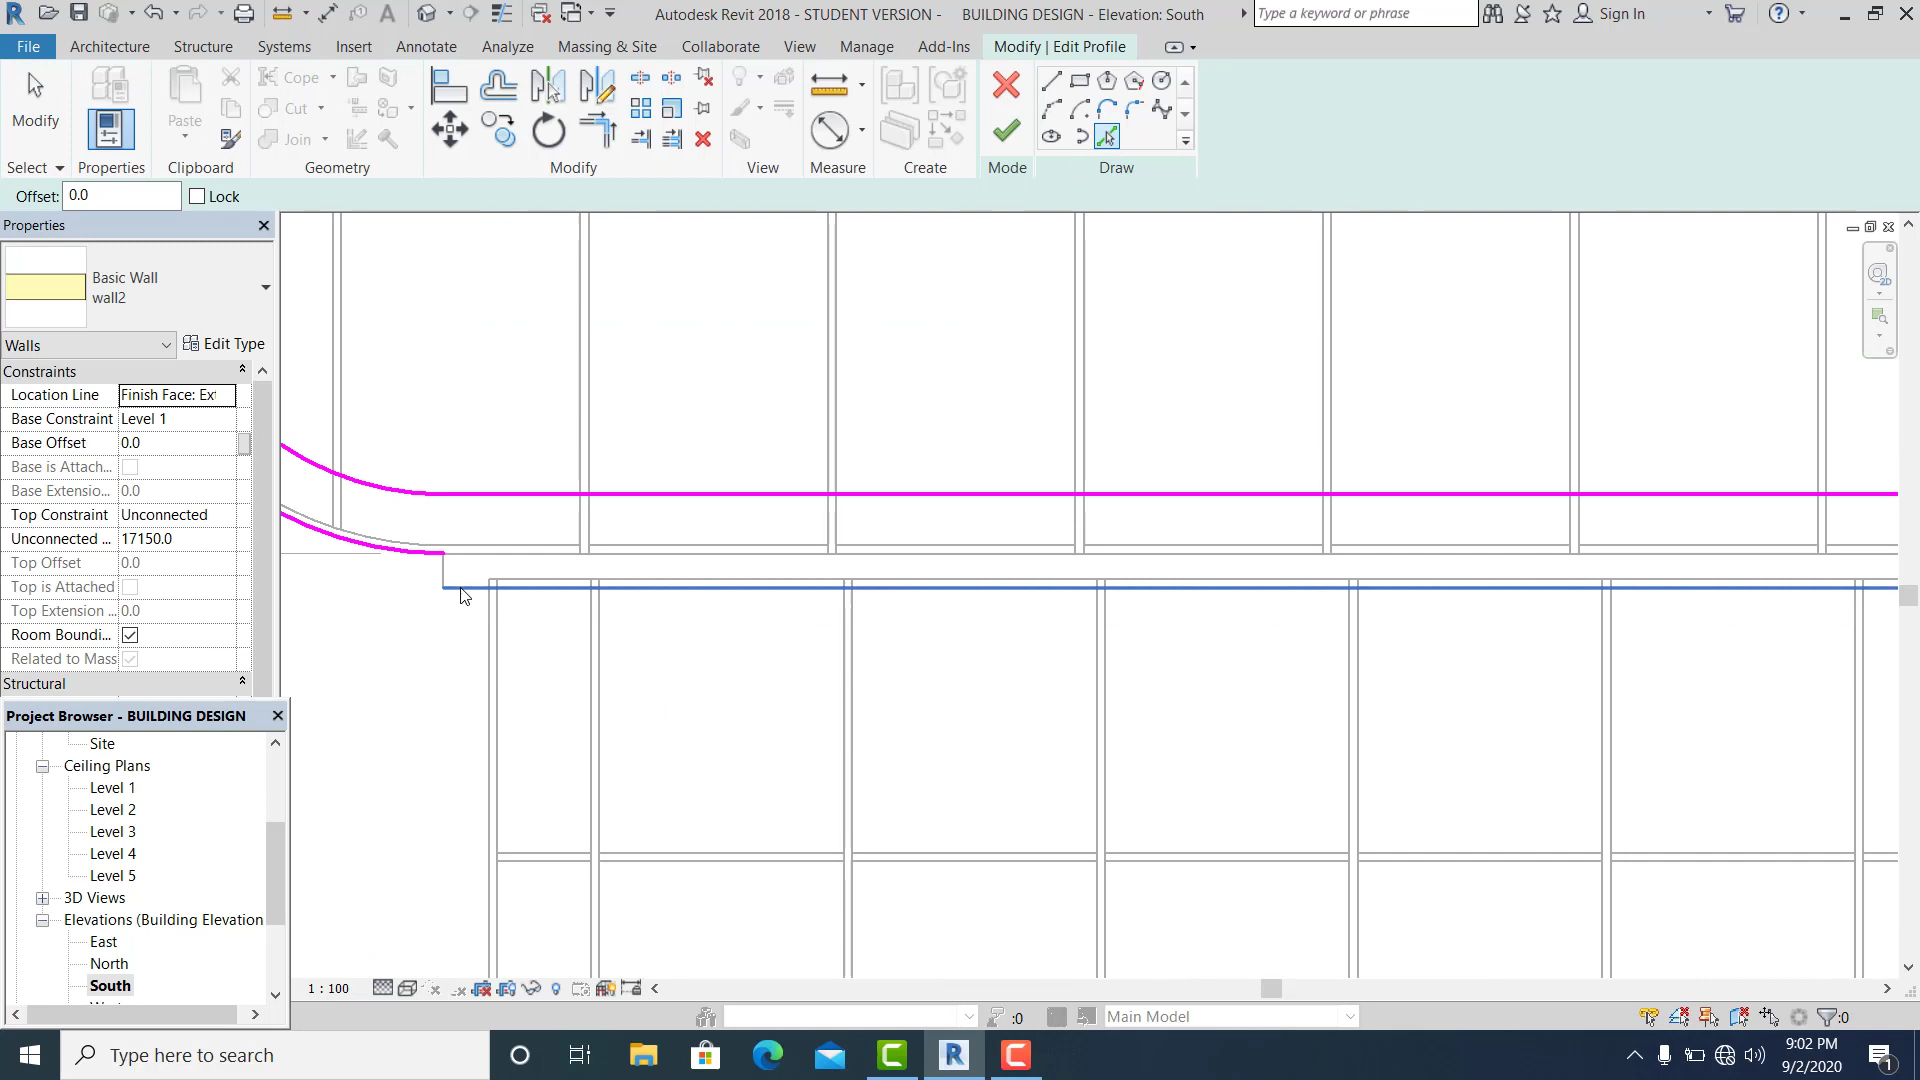 Autodesk Revit 2018 - STUDENT VERSION -    BUILDING DESIGN - Elevation: South
Type a keyword or phrase
Sign In
File
Architecture
Structure
Systems
Insert
Annotate
Analyze
Massing & Site
Collaborate
View
Manage
Add-Ins
Modify | Edit Profile
Modify
Paste
Cope
Cut
Join
Select
Properties
Clipboard
Geometry
Modify
View
Measure
Create
Mode
Draw
Offset: 0.0
Lock
Properties
Basic Wall
wall2
Walls
Edit Type
Constraints
Location Line Finish Face: Ext
Base Constraint Level 1
Base Offset 0.0
Base is Attach...
Base Extensio... 0.0
Top Constraint Unconnected
Unconnected ... 17150.0
Top Offset 0.0
Top is Attached
Top Extension ... 0.0
Room Boundi...
Related to Mass
Structural
Project Browser - BUILDING DESIGN
Site
Ceiling Plans
Level 1
Level 2
Level 3
Level 4
Level 5
3D Views
Elevations (Building Elevation
East
North
South
1 : 100
:0
Main Model
:0
Type here to search
9:02 PM
9/2/2020
1